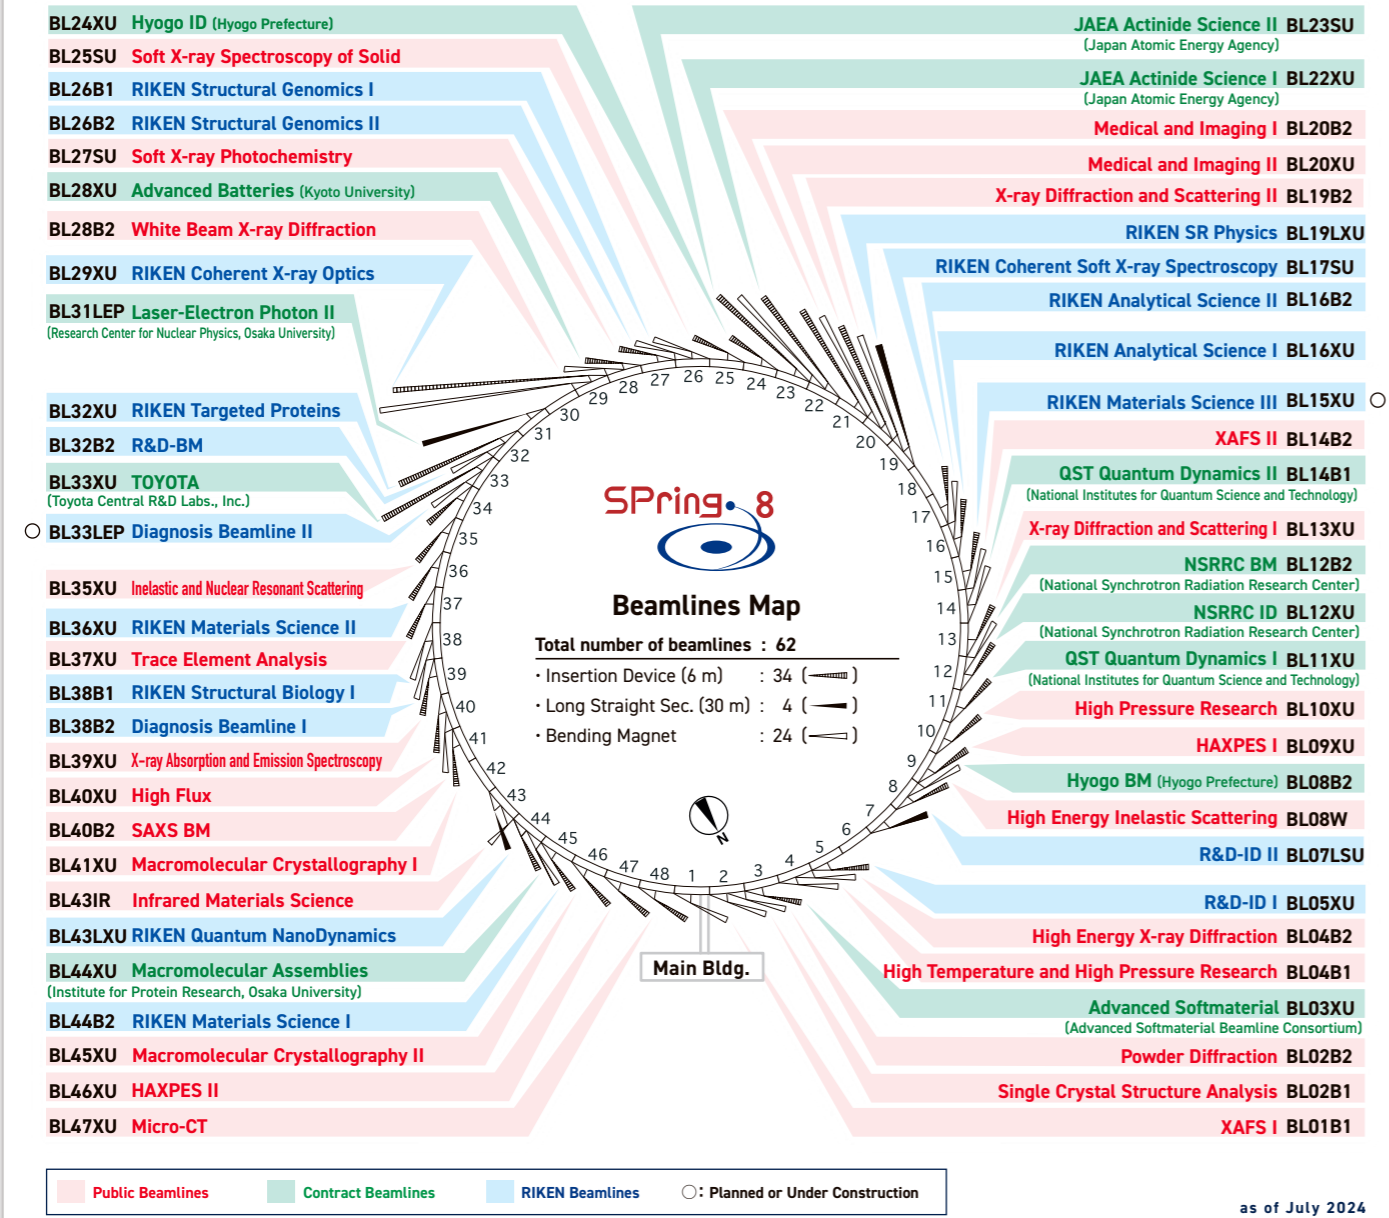 BL24XU Hyogo ID (Hyogo Prefecture)
BL25SU Soft X-ray Spectroscopy of Solid
BL26B1 RIKEN Structural Genomics I
BL26B2 RIKEN Structural Genomics II
BL27SU Soft X-ray Photochemistry
BL28XU Advanced Batteries (Kyoto University)
BL28B2 White Beam X-ray Diffraction
BL29XU RIKEN Coherent X-ray Optics
BL31LEP Laser-Electron Photon II
(Research Center for Nuclear Physics, Osaka University)
BL32XU RIKEN Targeted Proteins
BL32B2 R&D-BM
BL33XU TOYOTA
(Toyota Central R&D Labs., Inc.)
○ BL33LEP Diagnosis Beamline II
BL35XU Inelastic and Nuclear Resonant Scattering
BL36XU RIKEN Materials Science II
BL37XU Trace Element Analysis
BL38B1 RIKEN Structural Biology I
BL38B2 Diagnosis Beamline I
BL39XU X-ray Absorption and Emission Spectroscopy
BL40XU High Flux
BL40B2 SAXS BM
BL41XU Macromolecular Crystallography I
BL43IR Infrared Materials Science
BL43LXU RIKEN Quantum NanoDynamics
BL44XU Macromolecular Assemblies
(Institute for Protein Research, Osaka University)
BL44B2 RIKEN Materials Science I
BL45XU Macromolecular Crystallography II
BL46XU HAXPES II
BL47XU Micro-CT
JAEA Actinide Science II BL23SU
(Japan Atomic Energy Agency)
JAEA Actinide Science I BL22XU
(Japan Atomic Energy Agency)
Medical and Imaging I BL20B2
Medical and Imaging II BL20XU
X-ray Diffraction and Scattering II BL19B2
RIKEN SR Physics BL19LXU
RIKEN Coherent Soft X-ray Spectroscopy BL17SU
RIKEN Analytical Science II BL16B2
RIKEN Analytical Science I BL16XU
RIKEN Materials Science III BL15XU ○
XAFS II BL14B2
QST Quantum Dynamics II BL14B1
(National Institutes for Quantum Science and Technology)
X-ray Diffraction and Scattering I BL13XU
NSRRC BM BL12B2
(National Synchrotron Radiation Research Center)
NSRRC ID BL12XU
(National Synchrotron Radiation Research Center)
QST Quantum Dynamics I BL11XU
(National Institutes for Quantum Science and Technology)
High Pressure Research BL10XU
HAXPES I BL09XU
Hyogo BM (Hyogo Prefecture) BL08B2
High Energy Inelastic Scattering BL08W
R&D-ID II BL07LSU
R&D-ID I BL05XU
High Energy X-ray Diffraction BL04B2
High Temperature and High Pressure Research BL04B1
Advanced Softmaterial BL03XU
(Advanced Softmaterial Beamline Consortium)
Powder Diffraction BL02B2
Single Crystal Structure Analysis BL02B1
XAFS I BL01B1
1
2
3
4
5
6
7
8
9
10
11
12
13
14
15
16
17
18
19
20
21
22
23
24
25
26
27
28
29
30
31
32
33
34
35
36
37
38
39
40
41
42
43
44
45
46
47
48
SPring-8
Beamlines Map
Total number of beamlines : 62
・Insertion Device (6 m) : 34 ( )
・Long Straight Sec. (30 m) : 4 ( )
・Bending Magnet : 24 ( )
N
Main Bldg.
Public Beamlines
Contract Beamlines
RIKEN Beamlines
○: Planned or Under Construction
as of July 2024